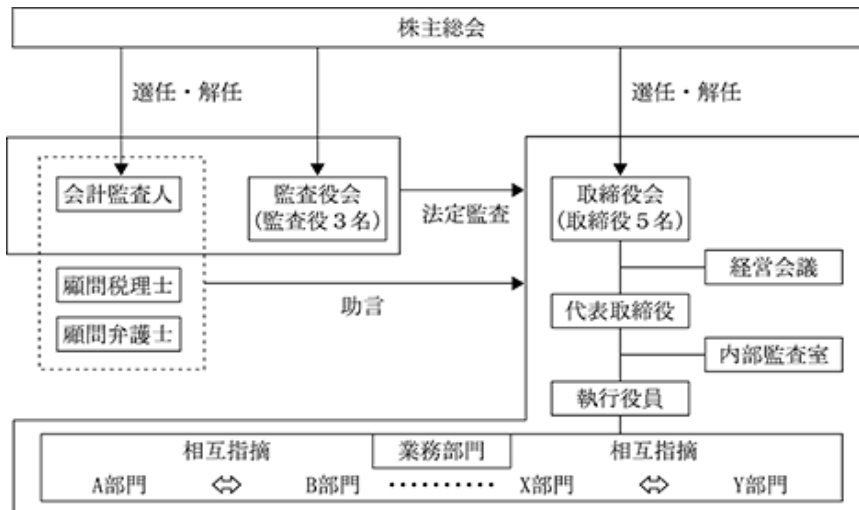 株主総会
選任・解任
選任・解任
会計監査人
監査役会
(監査役3名)
法定監査
取締役会
(取締役5名)
経営会議
顧問税理士
助言
代表取締役
顧問弁護士
内部監査室
執行役員
相互指摘
業務部門
相互指摘
A部門 ⇔ B部門 ・・・・・・・・・・ X部門 ⇔ Y部門